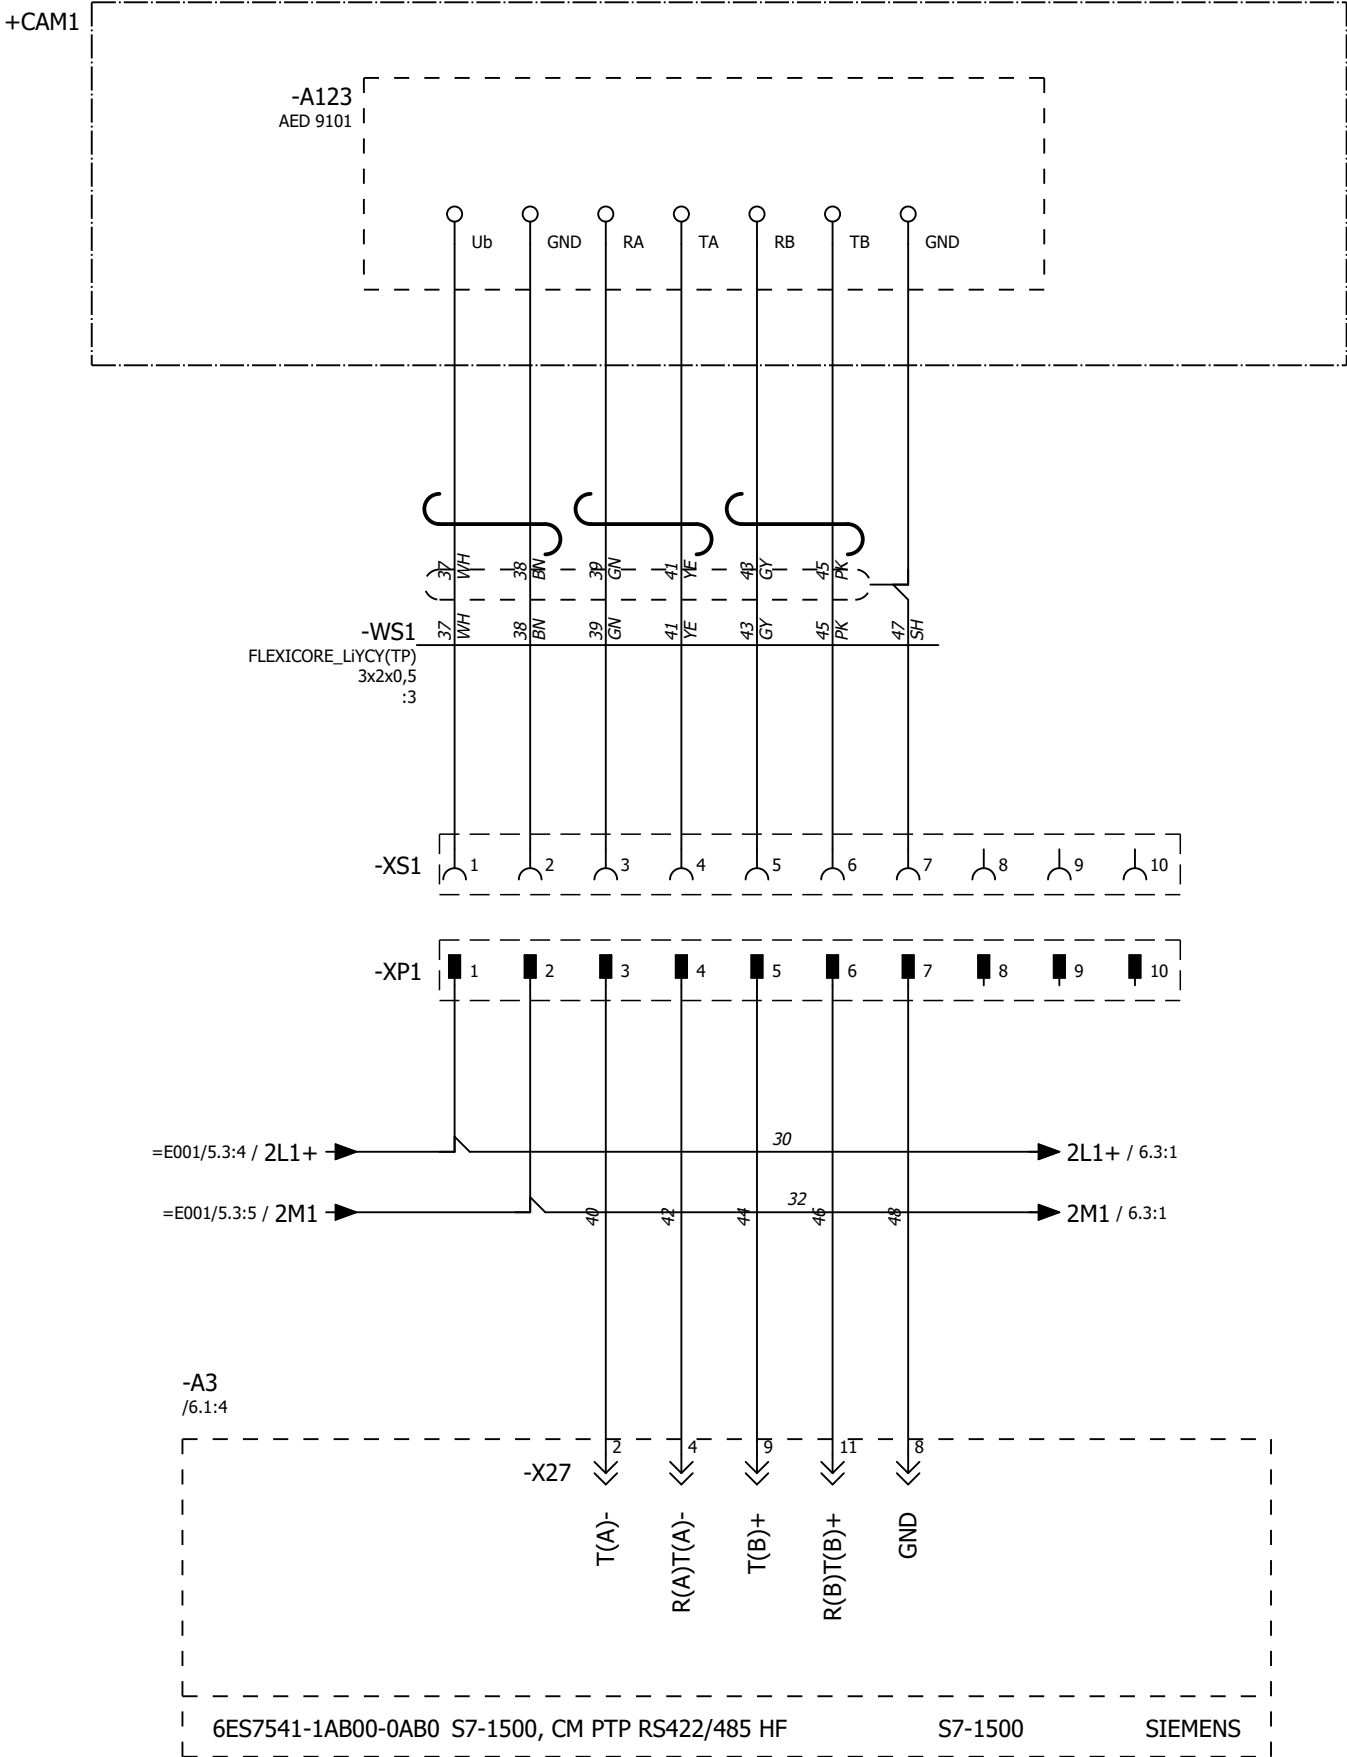 +CAM1
-A123
AED 9101
Ub GND RA TA RB TB GND
37 WH 38 BN 39 GN 41 YE 43 GY 45 PK
-WS1 37 WH 38 BN 39 GN 41 YE 43 GY 45 PK 47 SH
FLEXICORE_LiYCY(TP)
3x2x0,5
:3
-XS1 1 2 3 4 5 6 7 8 9 10
-XP1 1 2 3 4 5 6 7 8 9 10
=E001/5.3:4 / 2L1+ 30 2L1+ / 6.3:1
=E001/5.3:5 / 2M1 32 2M1 / 6.3:1
40 42 44 46 48
-A3
/6.1:4
2 4 9 11 8
-X27
T(A)- R(A)T(A)- T(B)+ R(B)T(B)+ GND
6ES7541-1AB00-0AB0 S7-1500, CM PTP RS422/485 HF S7-1500 SIEMENS